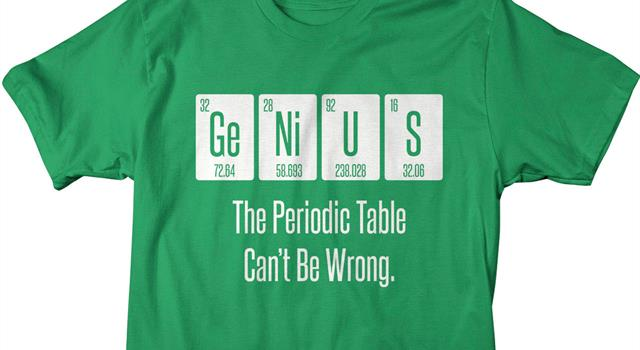 32 28 92 16
Ge Ni U S
72.64 58.693 238.028 32.06
The Periodic Table
Can't Be Wrong.